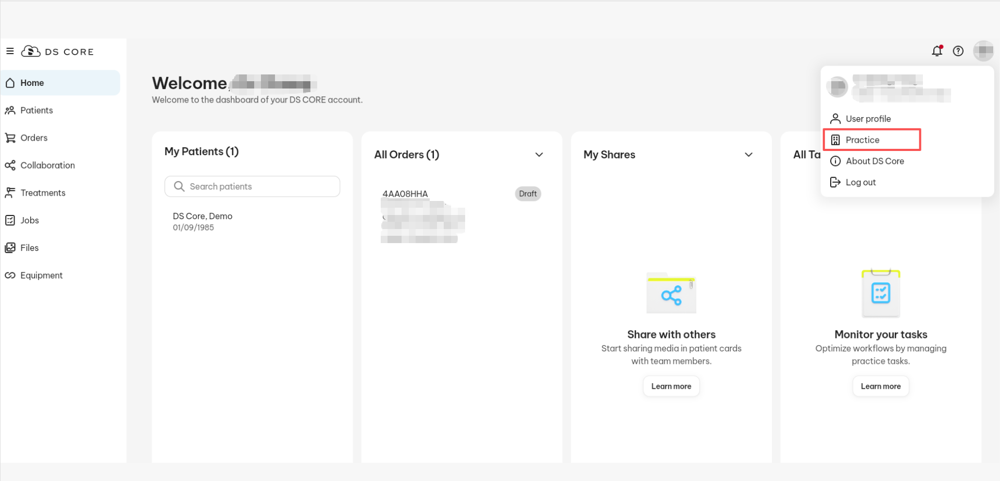 DS CORE
Home
Patients
Orders
Collaboration
Treatments
Jobs
Files
Equipment
Welcome,
Welcome to the dashboard of your DS CORE account.
My Patients (1)
Search patients
DS Core, Demo
01/09/1985
All Orders (1)
4AA08HHA
Draft
My Shares
Share with others
Start sharing media in patient cards
with team members.
Learn more
All Ta
Monitor your tasks
Optimize workflows by managing
practice tasks.
Learn more
User profile
Practice
About DS Core
Log out